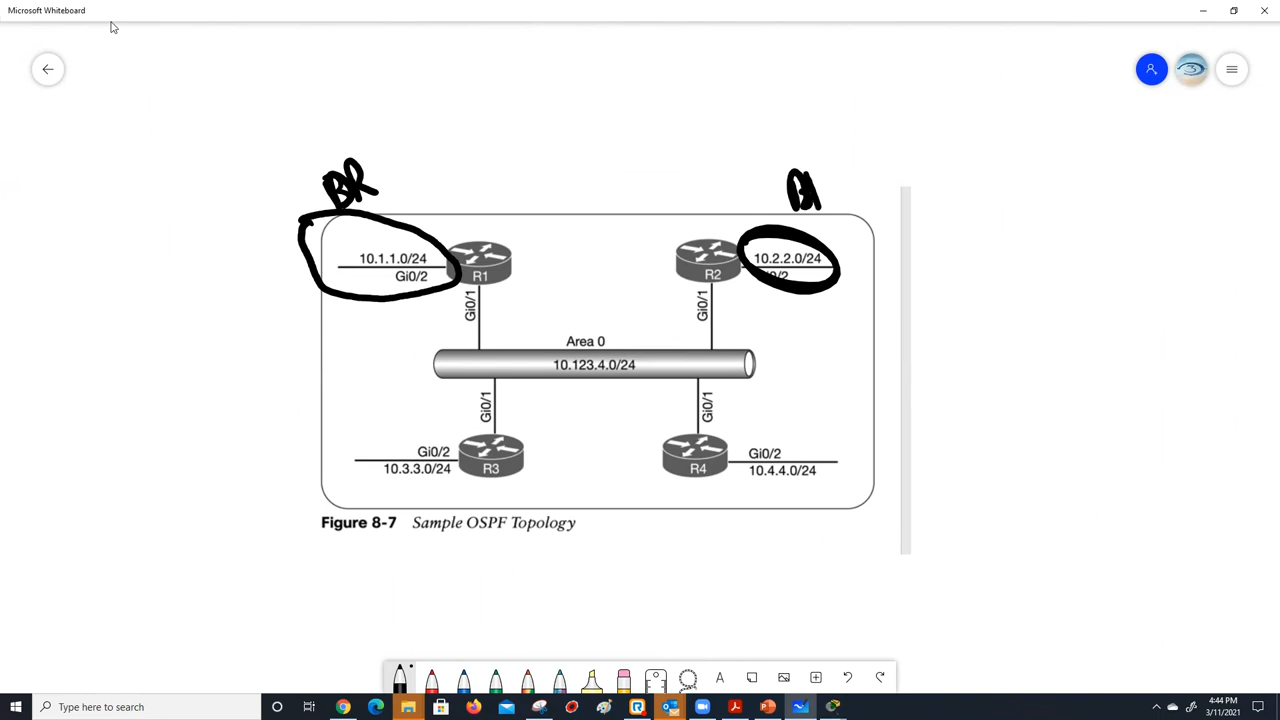 Microsoft Whiteboard
10.1.1.0/24
Gi0/2
R1
R2
10.2.2.0/24
Gi0/1
Gi0/1
Area 0
10.123.4.0/24
Gi0/1
Gi0/1
Gi0/2
10.3.3.0/24
R3
R4
Gi0/2
10.4.4.0/24
Figure 8-7 Sample OSPF Topology
A
Type here to search
4:44 PM
3/11/2021